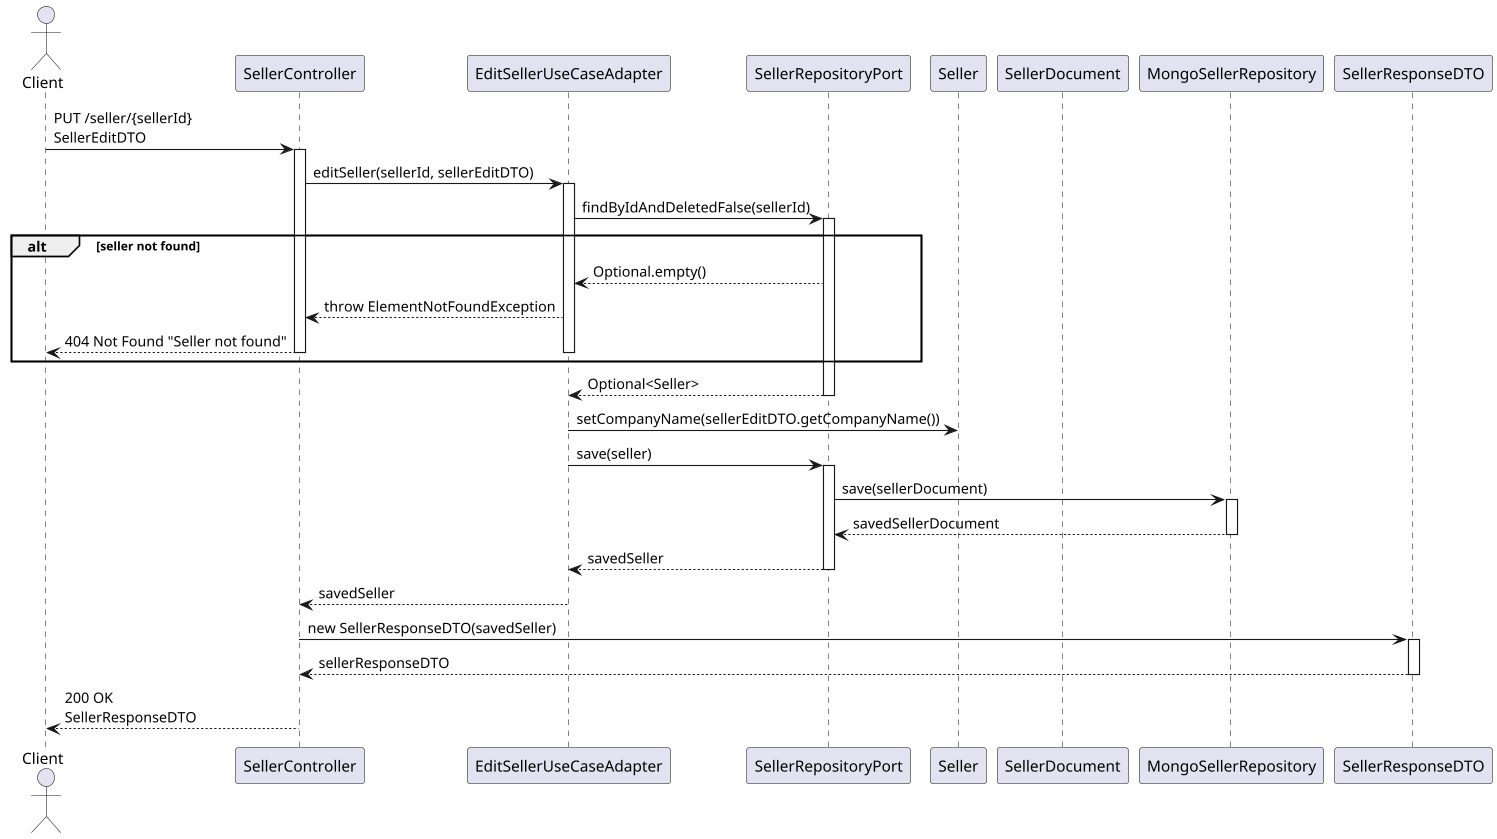 Client
SellerController
EditSellerUseCaseAdapter
SellerRepositoryPort
Seller
SellerDocument
MongoSellerRepository
SellerResponseDTO
PUT /seller/{sellerId}
SellerEditDTO
editSeller(sellerId, sellerEditDTO)
findByIdAndDeletedFalse(sellerId)
alt
[seller not found]
Optional.empty()
throw ElementNotFoundException
404 Not Found "Seller not found"
Optional<Seller>
setCompanyName(sellerEditDTO.getCompanyName())
save(seller)
save(sellerDocument)
savedSellerDocument
savedSeller
savedSeller
new SellerResponseDTO(savedSeller)
sellerResponseDTO
200 OK
SellerResponseDTO
Client
SellerController
EditSellerUseCaseAdapter
SellerRepositoryPort
Seller
SellerDocument
MongoSellerRepository
SellerResponseDTO